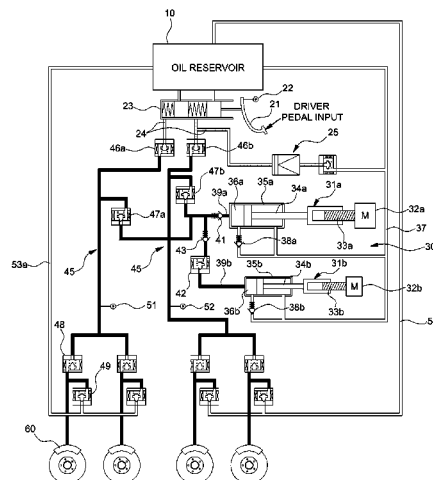 10
OIL RESERVOIR
22
23
21
24
DRIVER
PEDAL INPUT
46a
46b
25
47b
39a
36a
35a
34a
31a
M
32a
47a
41
38a
33a
37
30
43
45
45
42
39b
35b
34b
31b
M
32b
36b
38b
33b
53a
51
52
48
49
60